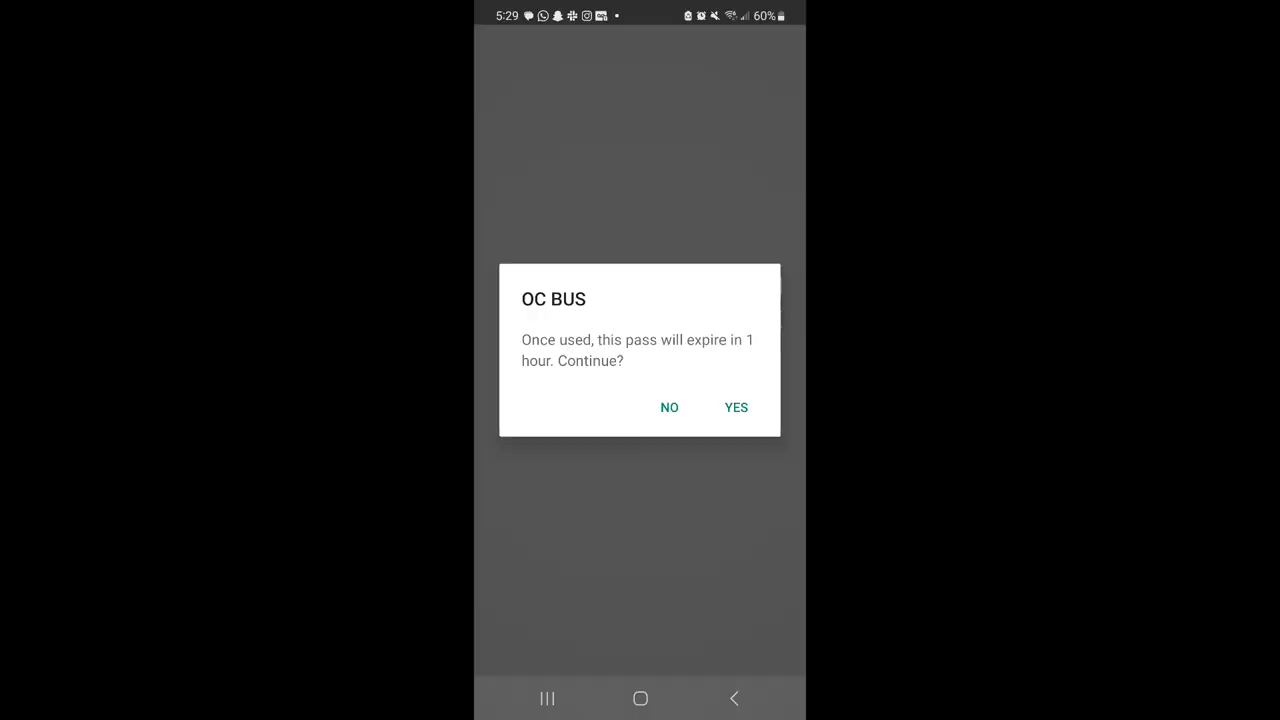 5:29 60%
OC BUS
Once used, this pass will expire in 1
hour. Continue?
NO YES